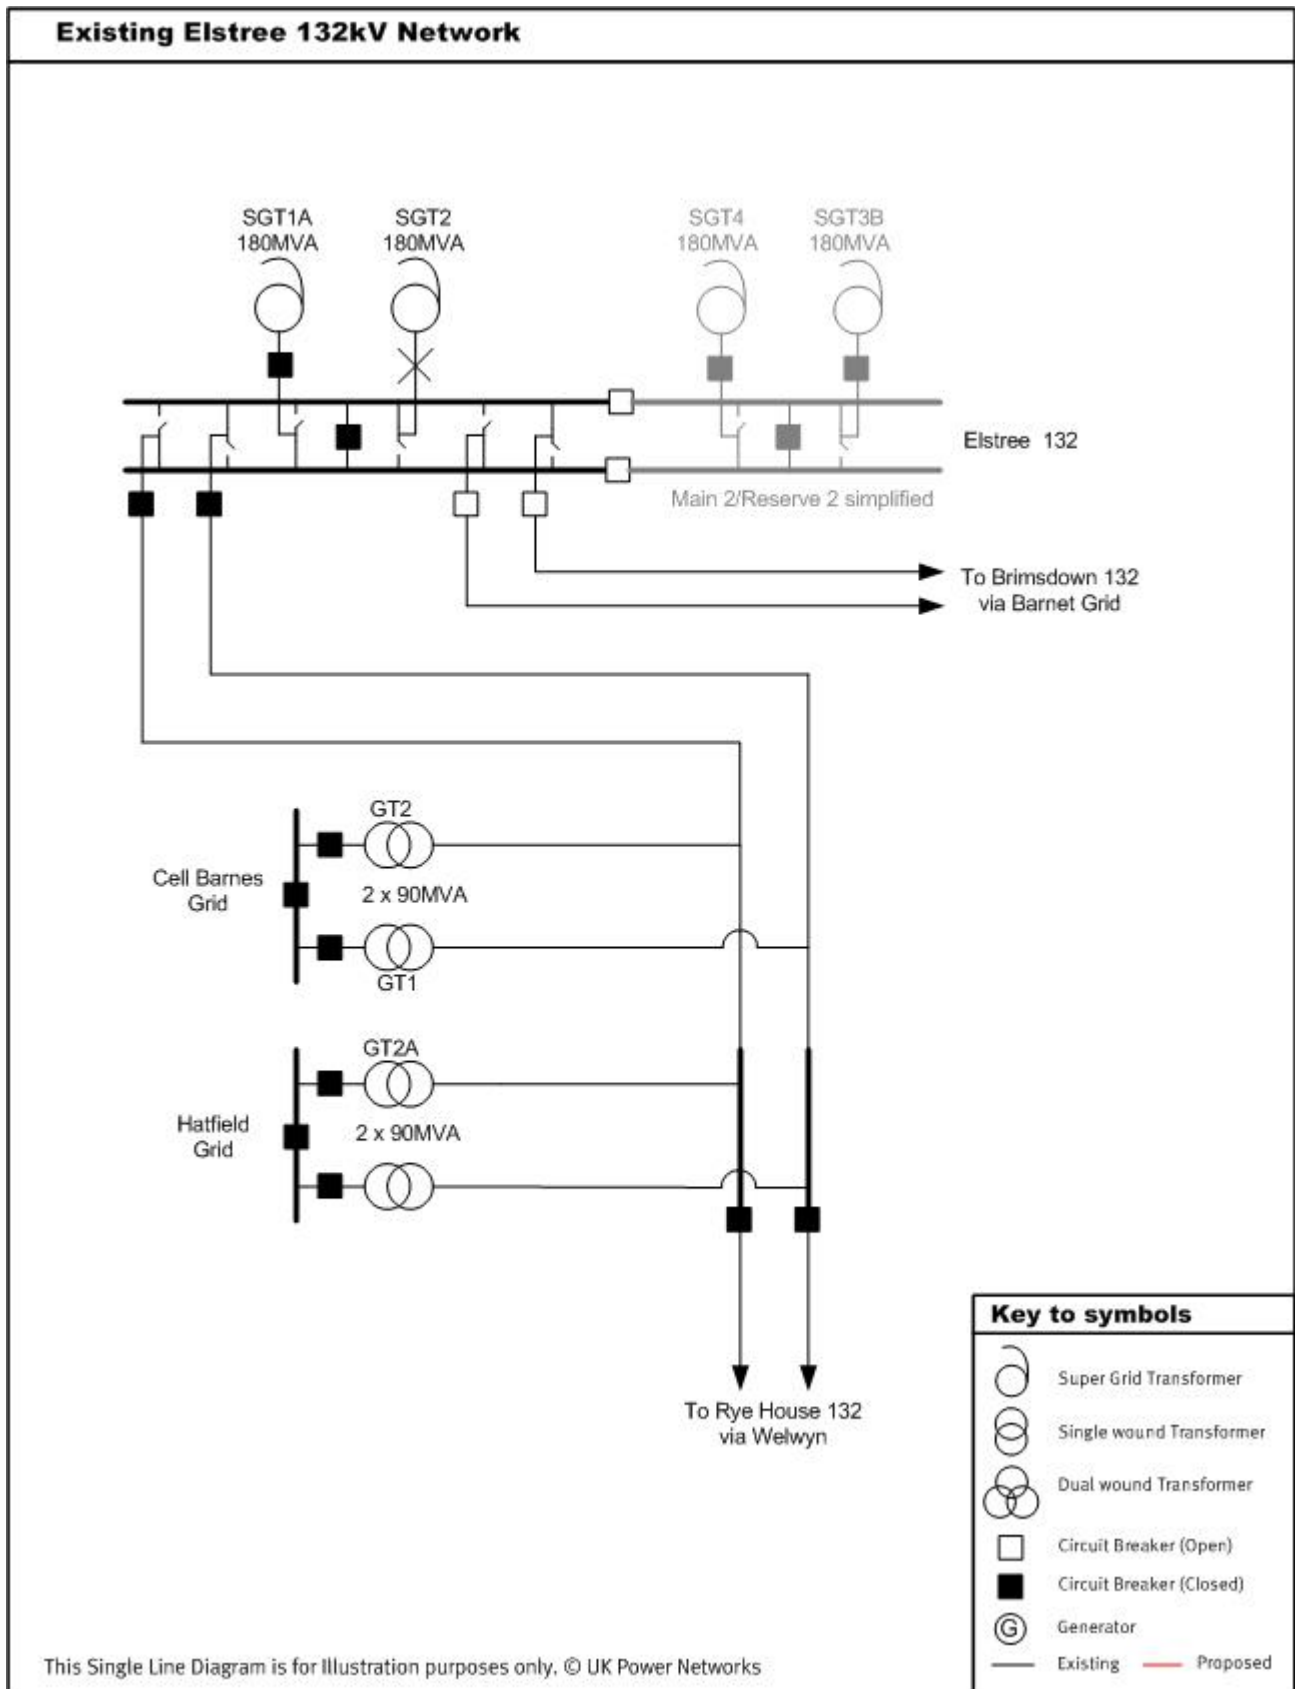 Existing Elstree 132kV Network
SGT1A
180MVA
SGT2
180MVA
SGT4
180MVA
SGT3B
180MVA
Elstree 132
Main 2/Reserve 2 simplified
To Brimsdown 132
via Barnet Grid
GT2
Cell Barnes
Grid
2 x 90MVA
GT1
GT2A
Hatfield
Grid
2 x 90MVA
To Rye House 132
via Welwyn
Key to symbols
Super Grid Transformer
Single wound Transformer
Dual wound Transformer
Circuit Breaker (Open)
Circuit Breaker (Closed)
G Generator
Existing Proposed
This Single Line Diagram is for Illustration purposes only. © UK Power Networks